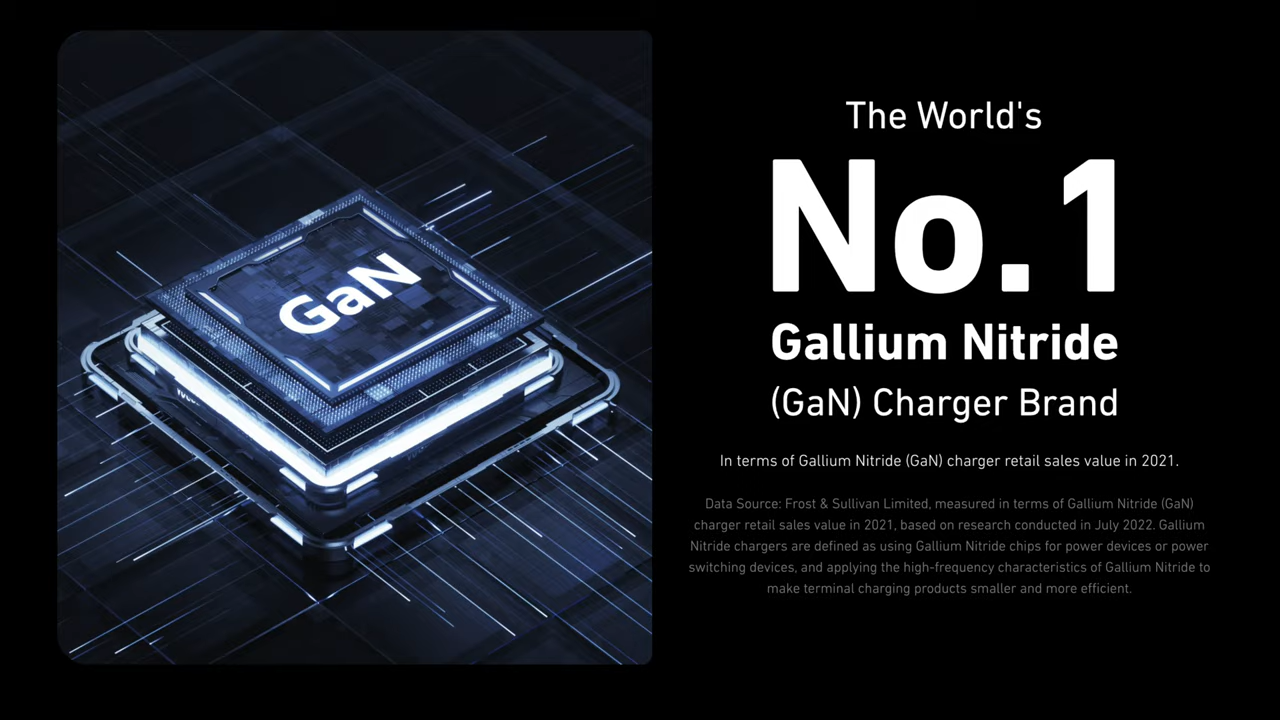 GaN
The World's
No.1
Gallium Nitride
(GaN) Charger Brand
In terms of Gallium Nitride (GaN) charger retail sales value in 2021.
Data Source: Frost & Sullivan Limited, measured in terms of Gallium Nitride (GaN)
charger retail sales value in 2021, based on research conducted in July 2022. Gallium
Nitride chargers are defined as using Gallium Nitride chips for power devices or power
switching devices, and applying the high-frequency characteristics of Gallium Nitride to
make terminal charging products smaller and more efficient.